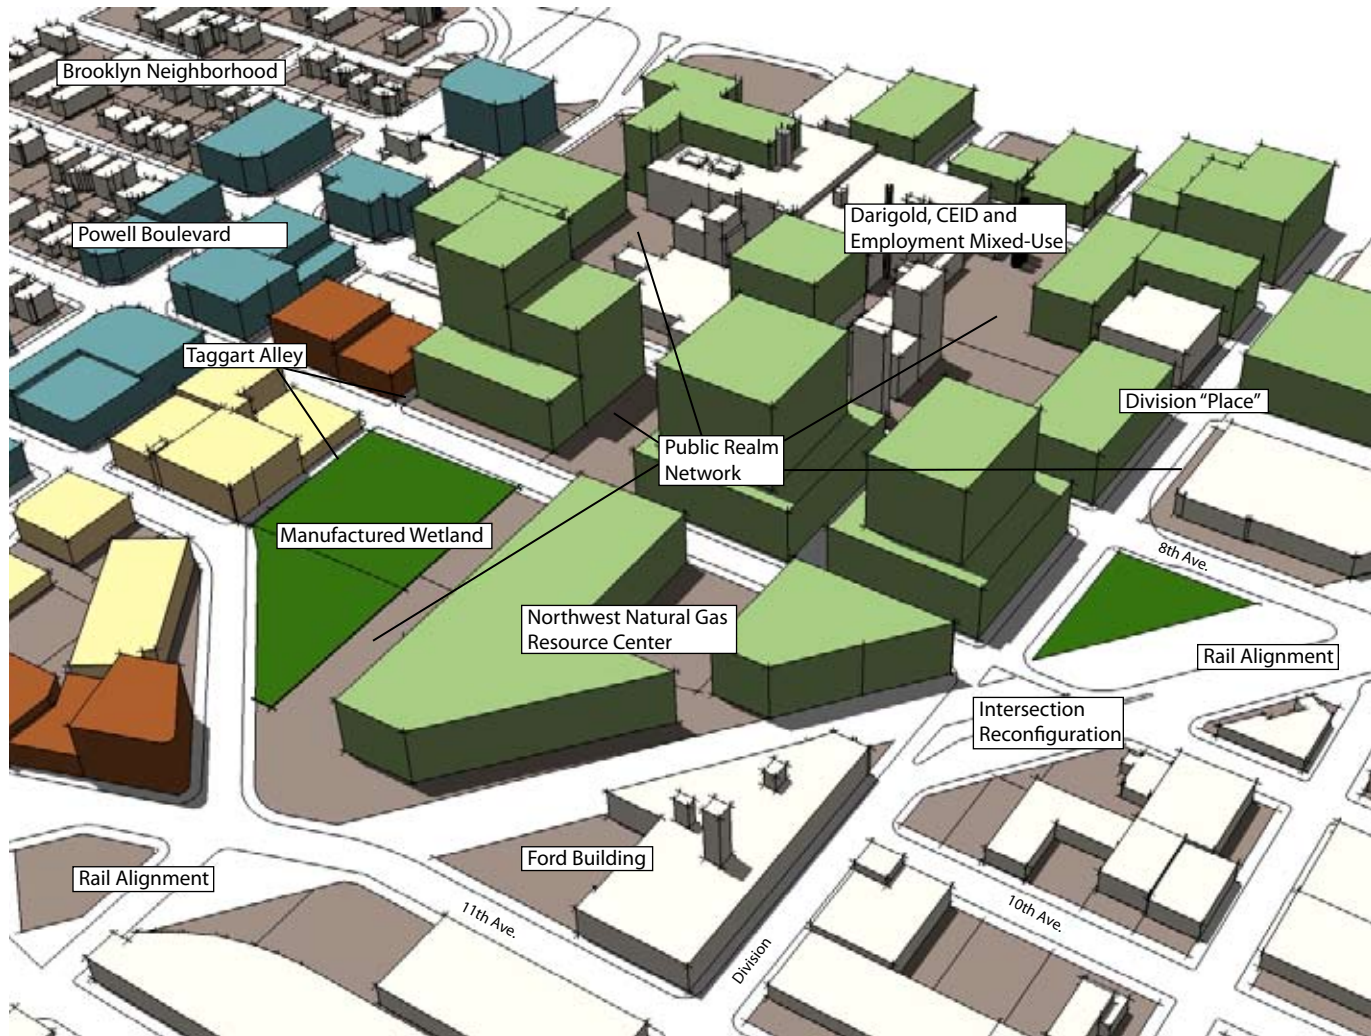 Brooklyn Neighborhood
Powell Boulevard
Darigold, CEID and
Employment Mixed-Use
Taggart Alley
Division “Place”
Public Realm
Network
Manufactured Wetland
8th Ave.
Northwest Natural Gas
Resource Center
Rail Alignment
Intersection
Reconfiguration
Ford Building
Rail Alignment
11th Ave.
10th Ave.
Division